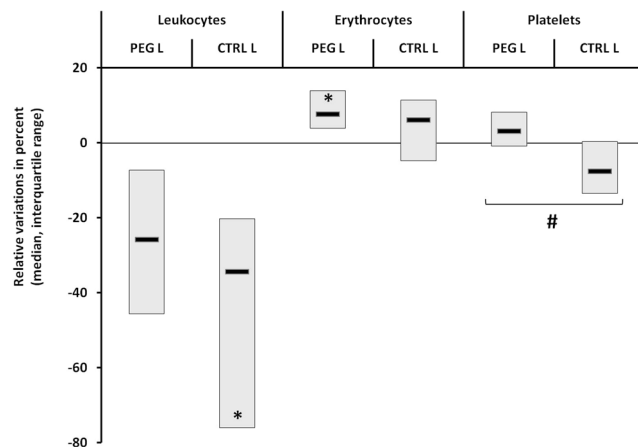 Leukocytes Erythrocytes Platelets
PEG L CTRL L PEG L CTRL L PEG L CTRL L
Relative variations in percent
(median, interquartile range)
20
0
-20
-40
-60
-80
*
#
*